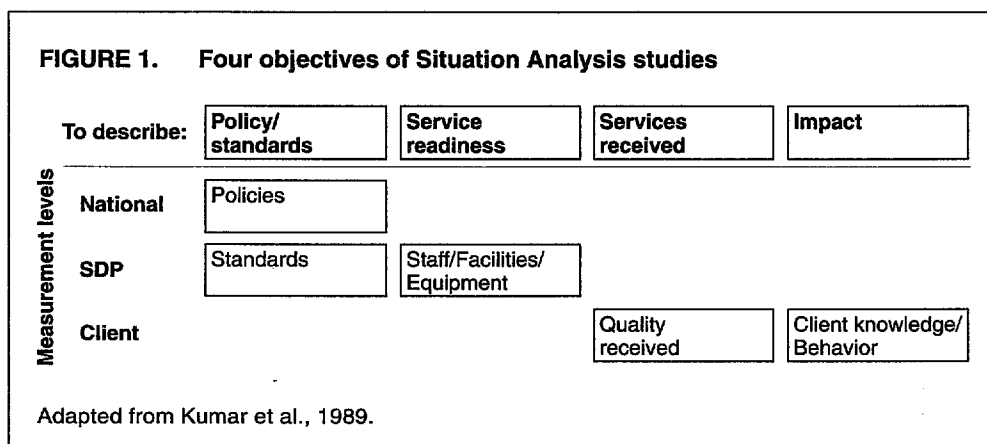 FIGURE 1. Four objectives of Situation Analysis studies
To describe:
Policy/
standards
Service
readiness
Services
received
Impact
Measurement levels
National
Policies
SDP
Standards
Staff/Facilities/
Equipment
Client
Quality
received
Client knowledge/
Behavior
Adapted from Kumar et al., 1989.